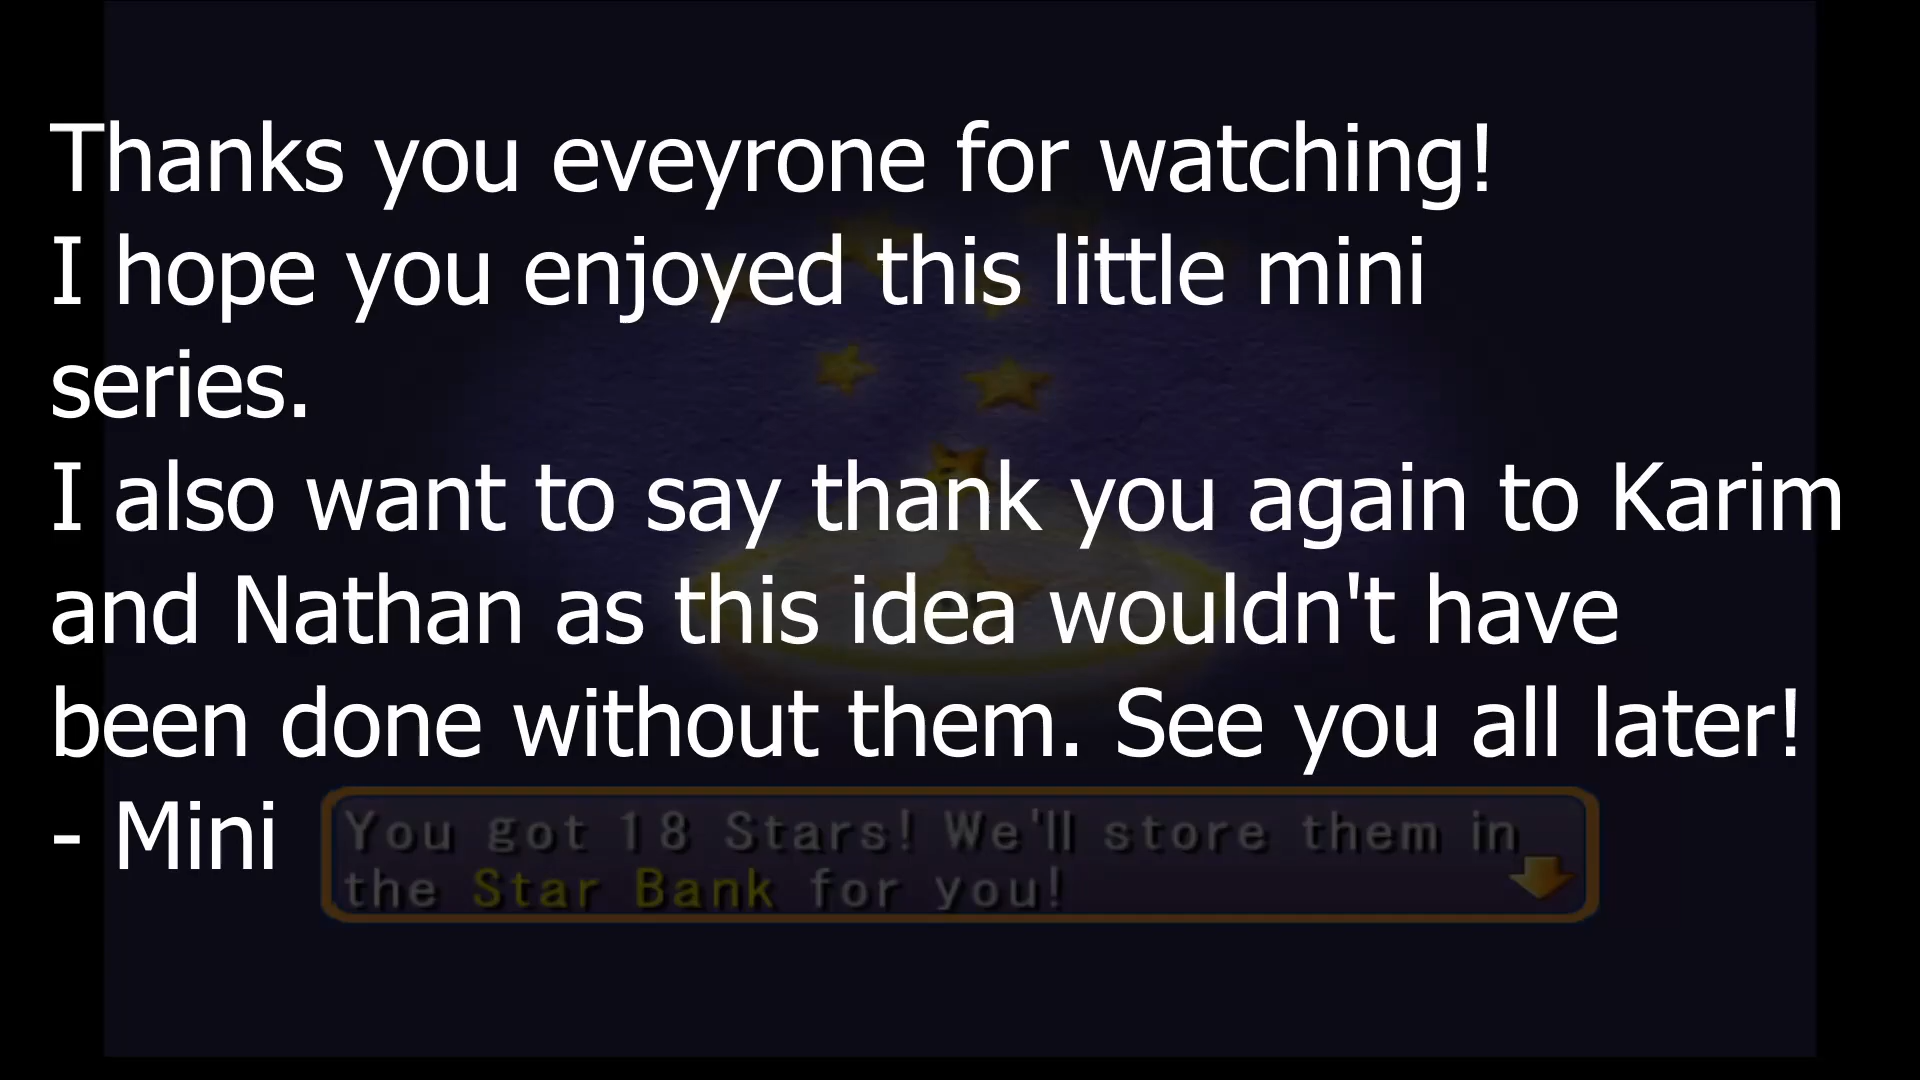 Thanks you eveyrone for watching!
I hope you enjoyed this little mini
series.
I also want to say thank you again to Karim
and Nathan as this idea wouldn't have
been done without them. See you all later!
- Mini
You got 18 Stars! We'll store them in
the Star Bank for you!